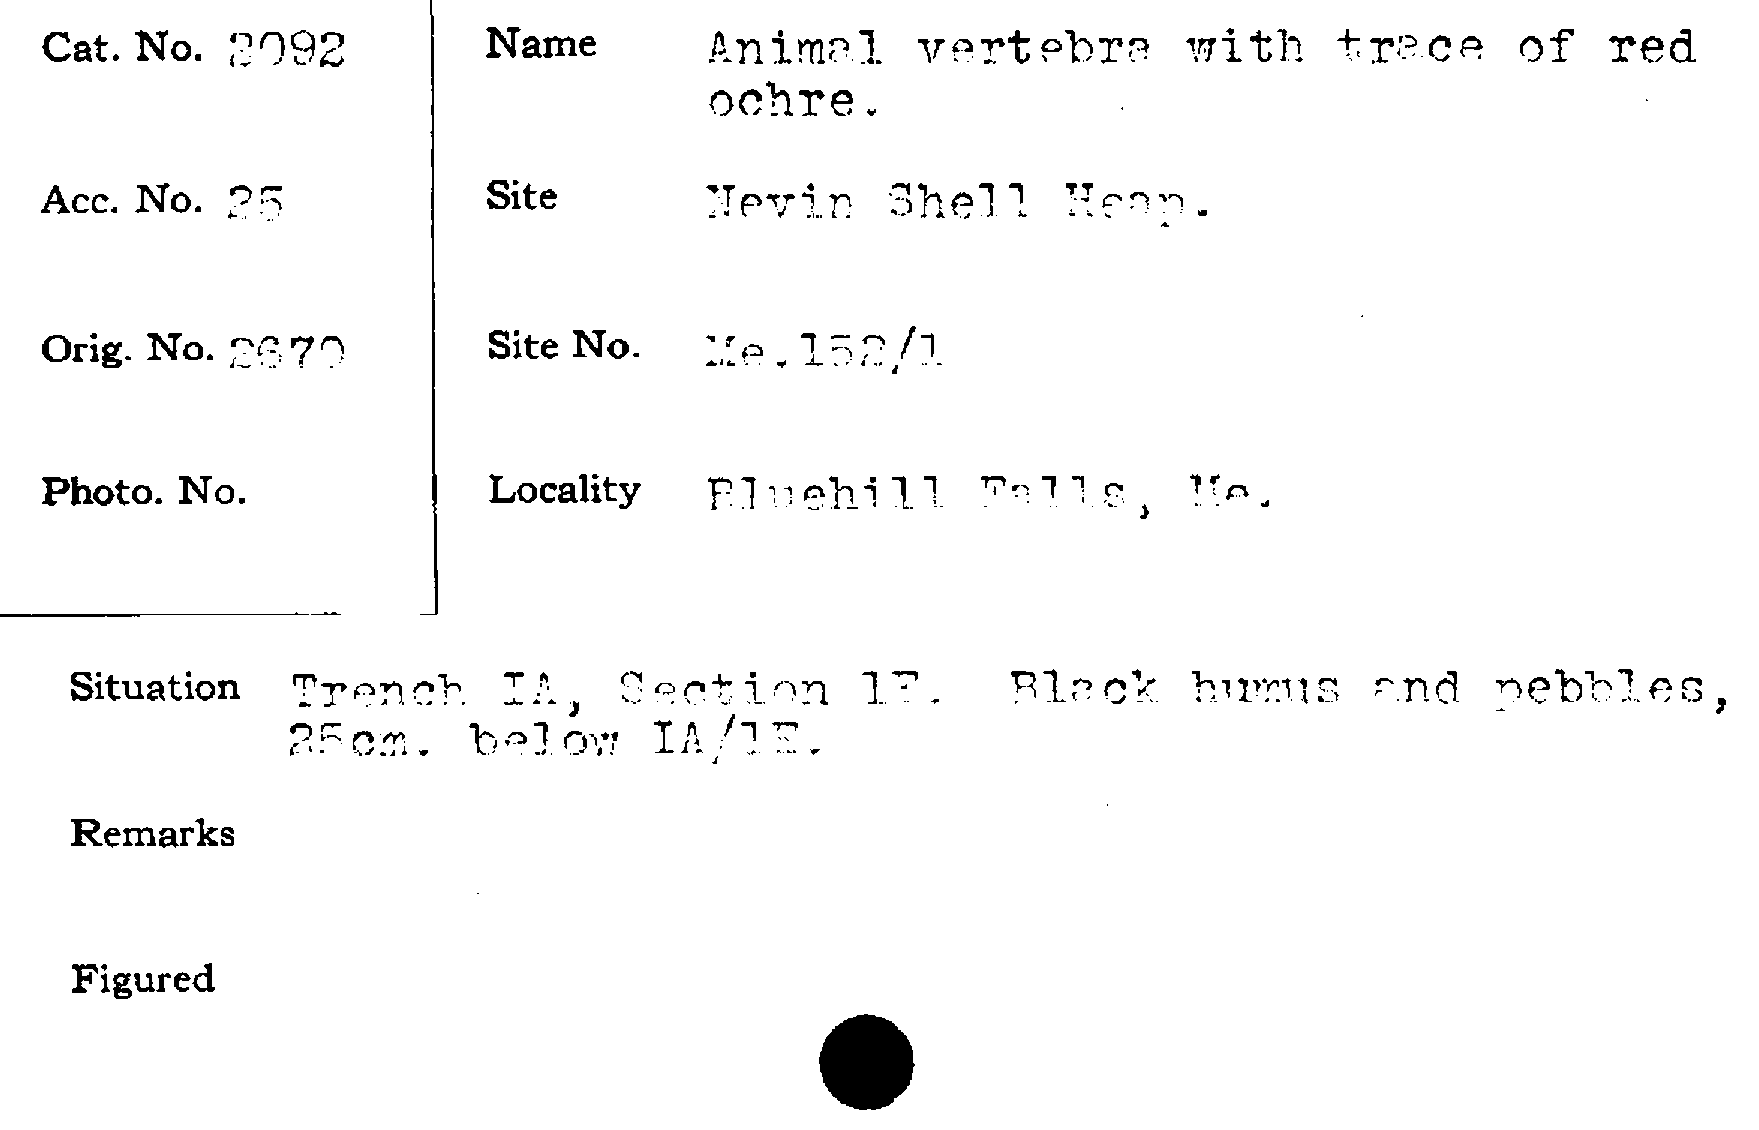 Cat. No. 2092
Name Animal vertebra with trace of red
ochre.
Acc. No. 25
Site Nevin Shell Heap.
Orig. No. 2670
Site No. Me.152/1
Photo. No.
Locality Bluehill Falls, Me.
Situation Trench IA, Section 1F. Black humus and pebbles,
25cm. below IA/1E.
Remarks
Figured